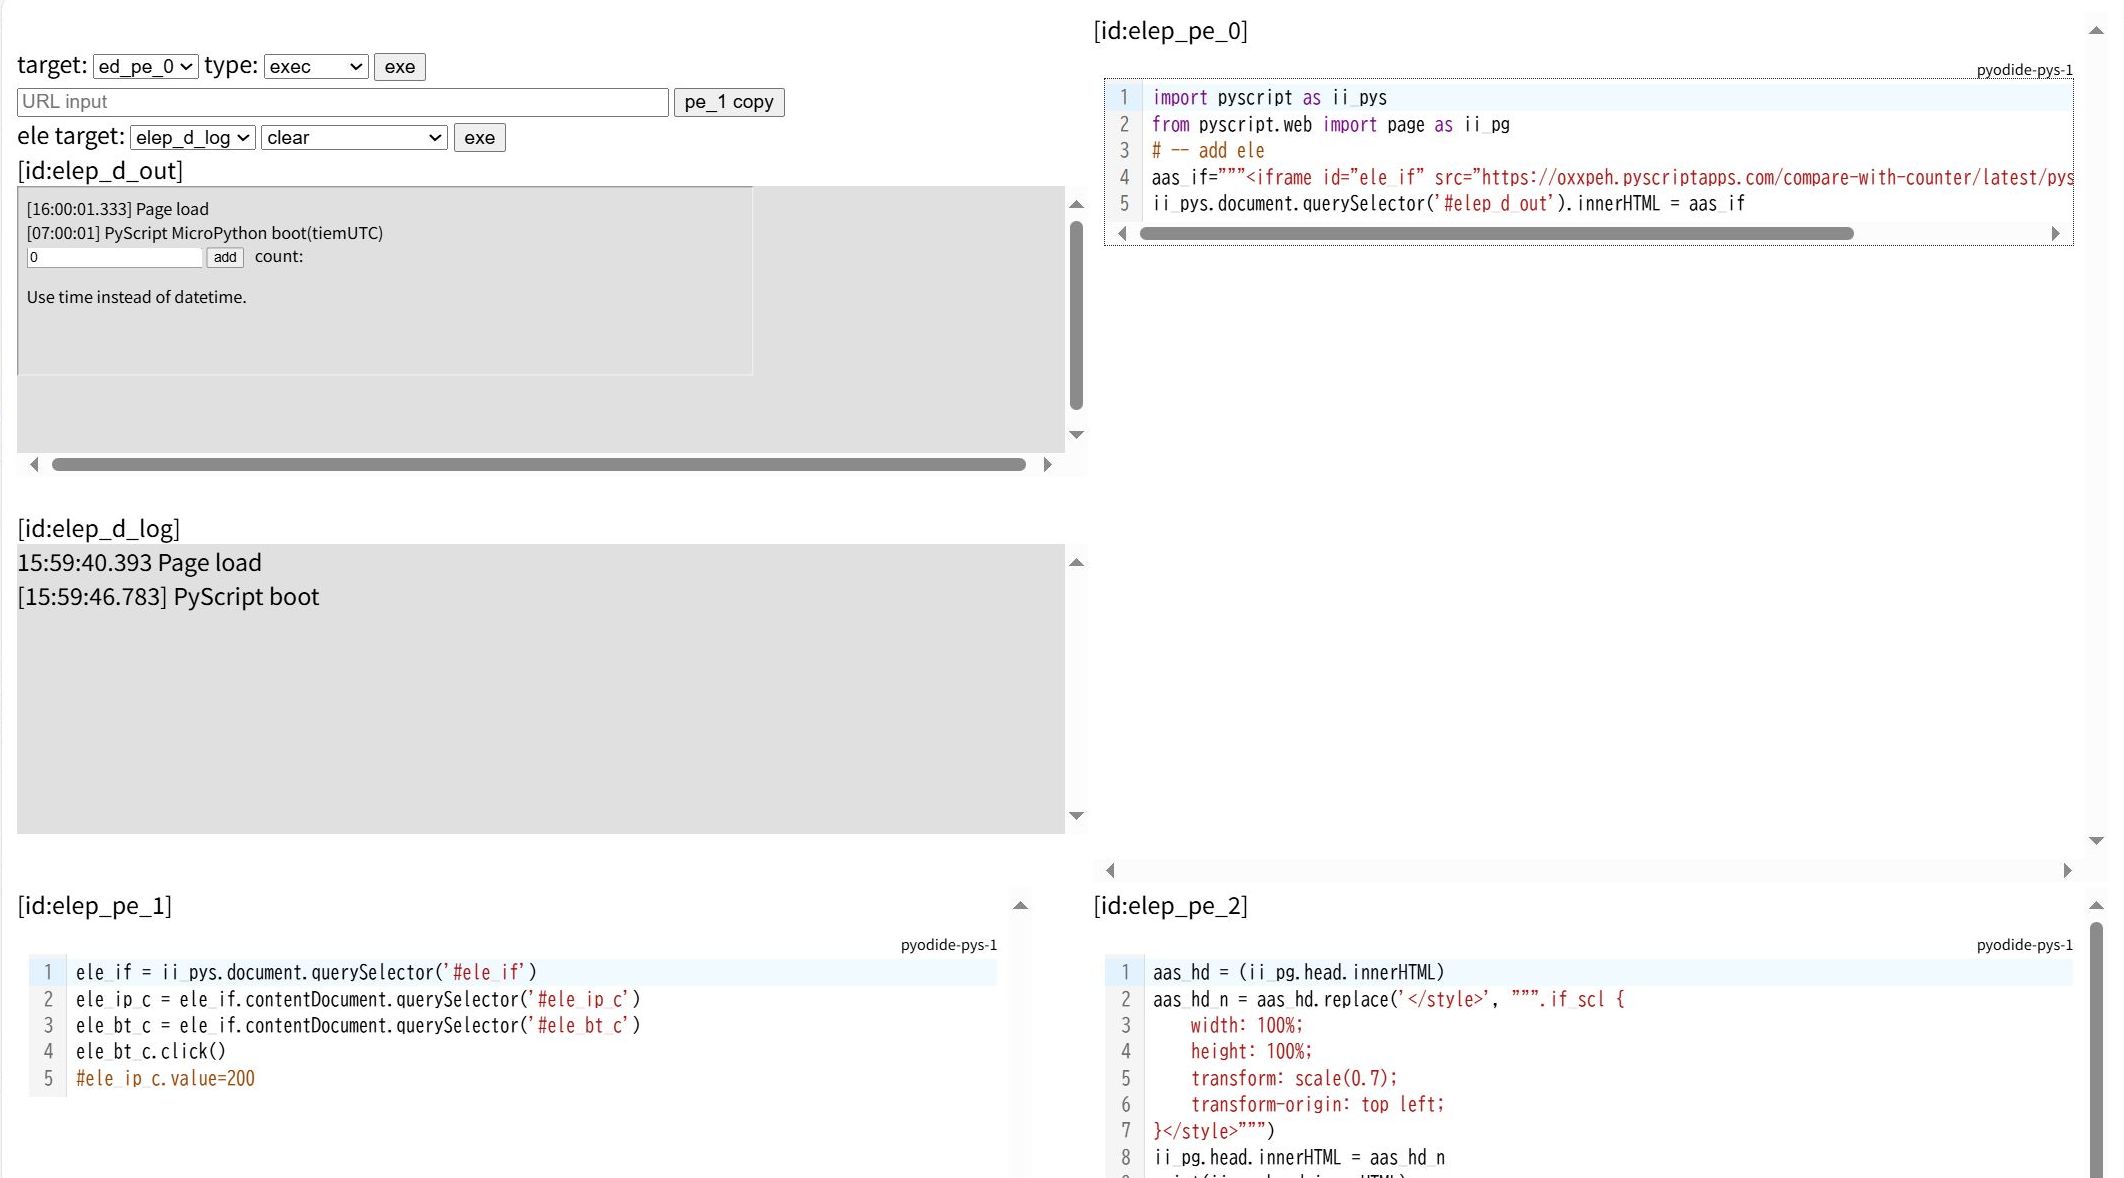 target: ed_pe_0 type: exec exe
URL input pe_1 copy
ele target: elep_d_log clear exe
[id:elep_d_out]
[16:00:01.333] Page load
[07:00:01] PyScript MicroPython boot(tiemUTC)
0 add count:
Use time instead of datetime.
[id:elep_d_log]
15:59:40.393 Page load
[15:59:46.783] PyScript boot
[id:elep_pe_0]
pyodide-pys-1
1 import pyscript as ii_pys
2 from pyscript.web import page as ii_pg
3 # -- add ele
4 aas_if="""<iframe id="ele_if" src="https://oxxpeh.pyscriptapps.com/compare-with-counter/latest/pys
5 ii_pys.document.querySelector('#elep_d_out').innerHTML = aas_if
[id:elep_pe_1]
pyodide-pys-1
1 ele_if = ii_pys.document.querySelector('#ele_if')
2 ele_ip_c = ele_if.contentDocument.querySelector('#ele_ip_c')
3 ele_bt_c = ele_if.contentDocument.querySelector('#ele_bt_c')
4 ele_bt_c.click()
5 #ele_ip_c.value=200
[id:elep_pe_2]
pyodide-pys-1
1 aas_hd = (ii_pg.head.innerHTML)
2 aas_hd_n = aas_hd.replace('</style>', """.if_scl {
3 width: 100%;
4 height: 100%;
5 transform: scale(0.7);
6 transform-origin: top left;
7 }</style>""")
8 ii_pg.head.innerHTML = aas_hd_n